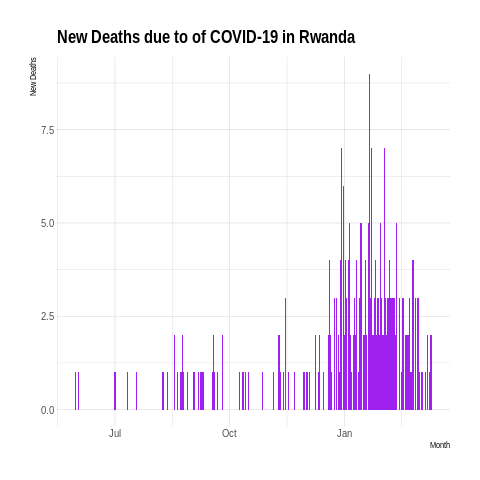 New Deaths due to of COVID-19 in Rwanda
New Deaths
7.5
5.0
2.5
0.0
Jul Oct Jan
Month